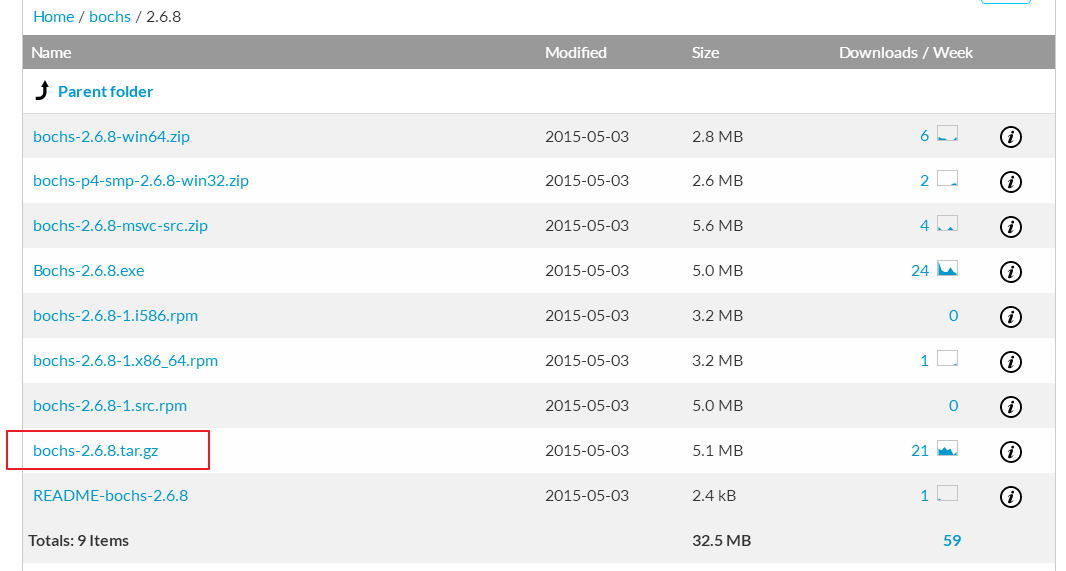 Home / bochs / 2.6.8
Name Modified Size Downloads / Week
Parent folder
bochs-2.6.8-win64.zip 2015-05-03 2.8 MB 6
bochs-p4-smp-2.6.8-win32.zip 2015-05-03 2.6 MB 2
bochs-2.6.8-msvc-src.zip 2015-05-03 5.6 MB 4
Bochs-2.6.8.exe 2015-05-03 5.0 MB 24
bochs-2.6.8-1.i586.rpm 2015-05-03 3.2 MB 0
bochs-2.6.8-1.x86_64.rpm 2015-05-03 3.2 MB 1
bochs-2.6.8-1.src.rpm 2015-05-03 5.0 MB 0
bochs-2.6.8.tar.gz 2015-05-03 5.1 MB 21
README-bochs-2.6.8 2015-05-03 2.4 kB 1
Totals: 9 Items 32.5 MB 59